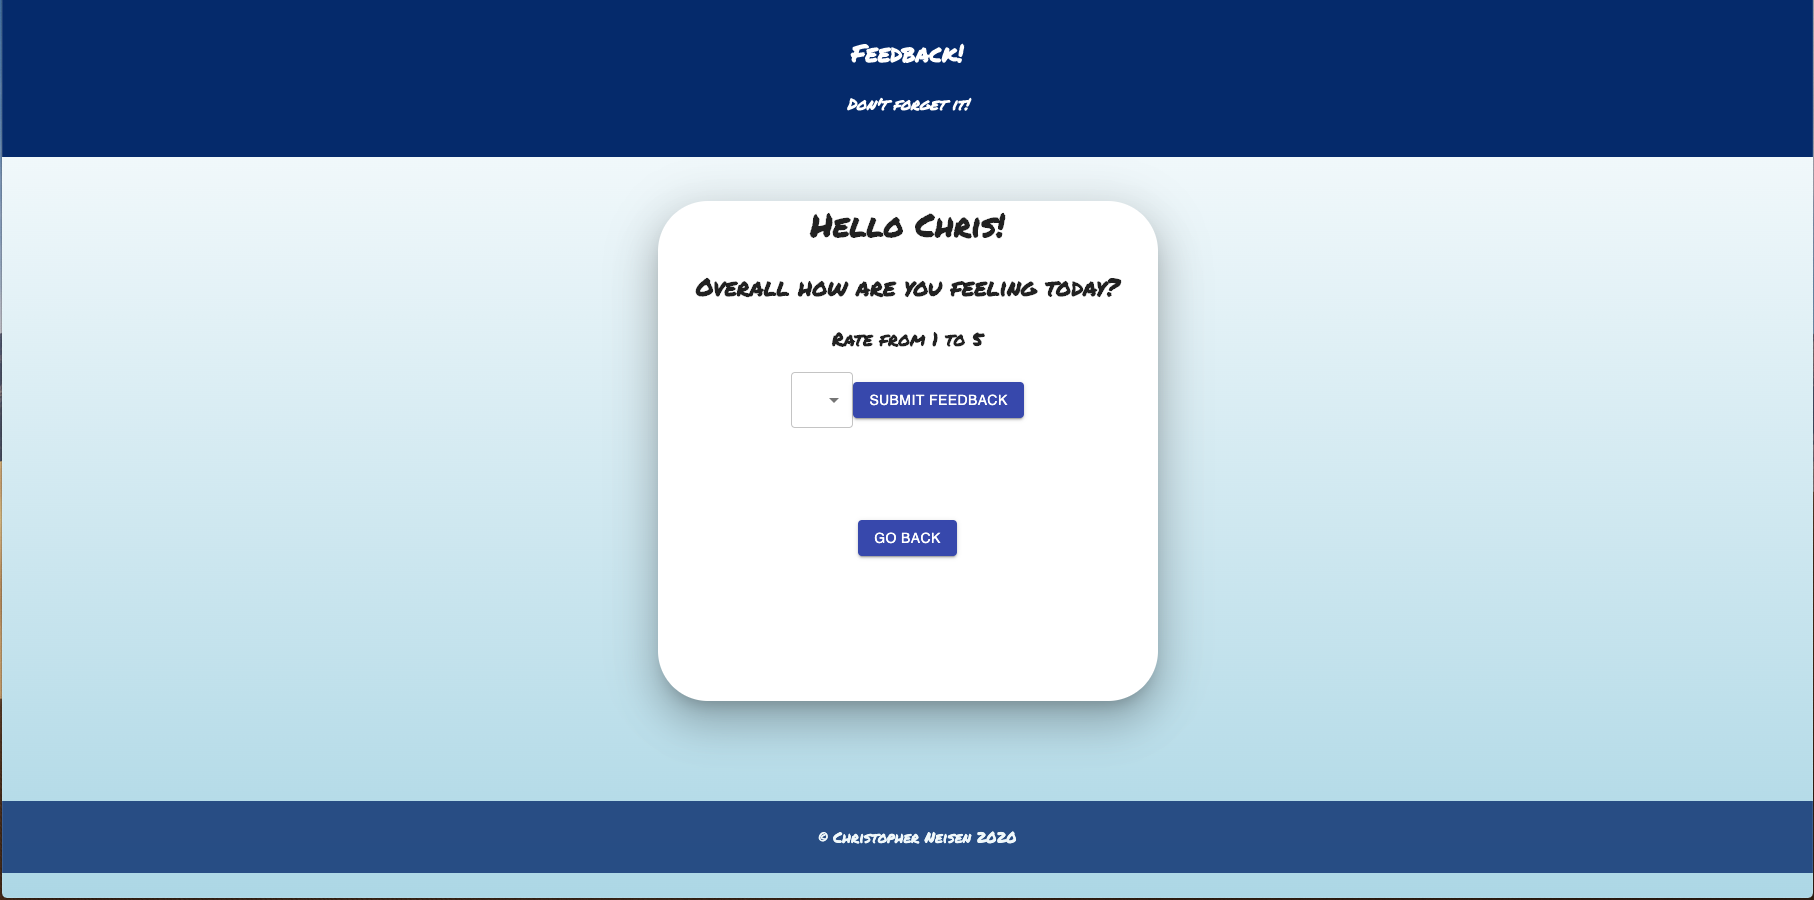 Feedback!
Don't forget it!
Hello Chris!
Overall how are you feeling today?
Rate from 1 to 5
SUBMIT FEEDBACK
GO BACK
© Christopher Neisen 2020